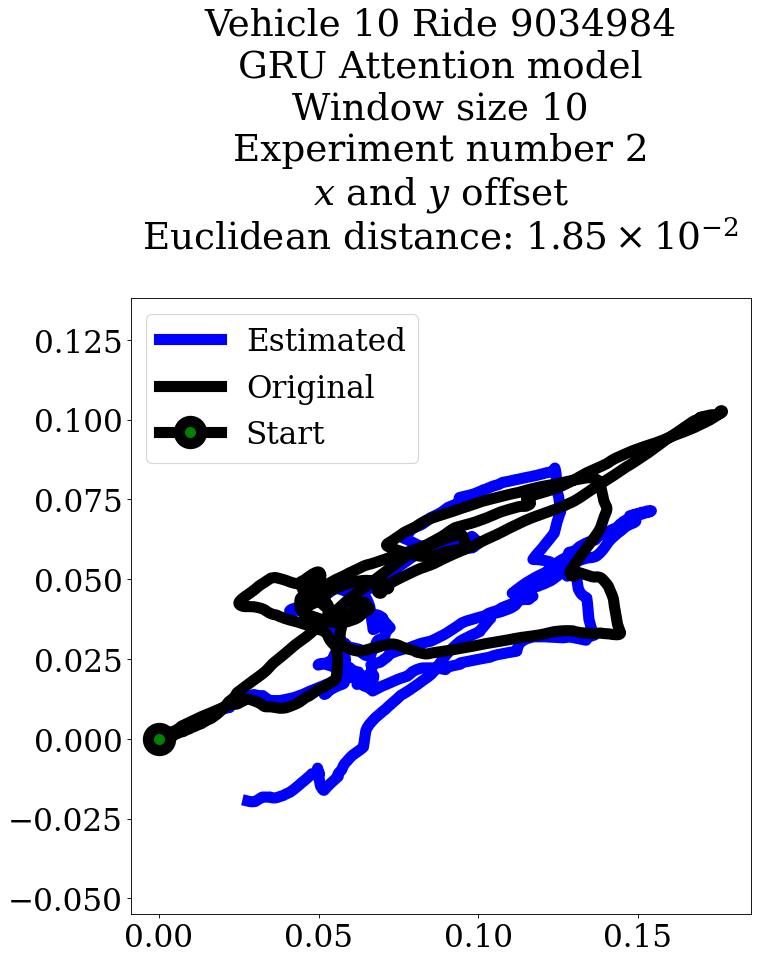 Vehicle 10 Ride 9034984
GRU Attention model
Window size 10
Experiment number 2
x and y offset
Euclidean distance: 1.85 × 10⁻²
Estimated
Original
Start
0.125
0.100
0.075
0.050
0.025
0.000
−0.025
−0.050
0.00 0.05 0.10 0.15